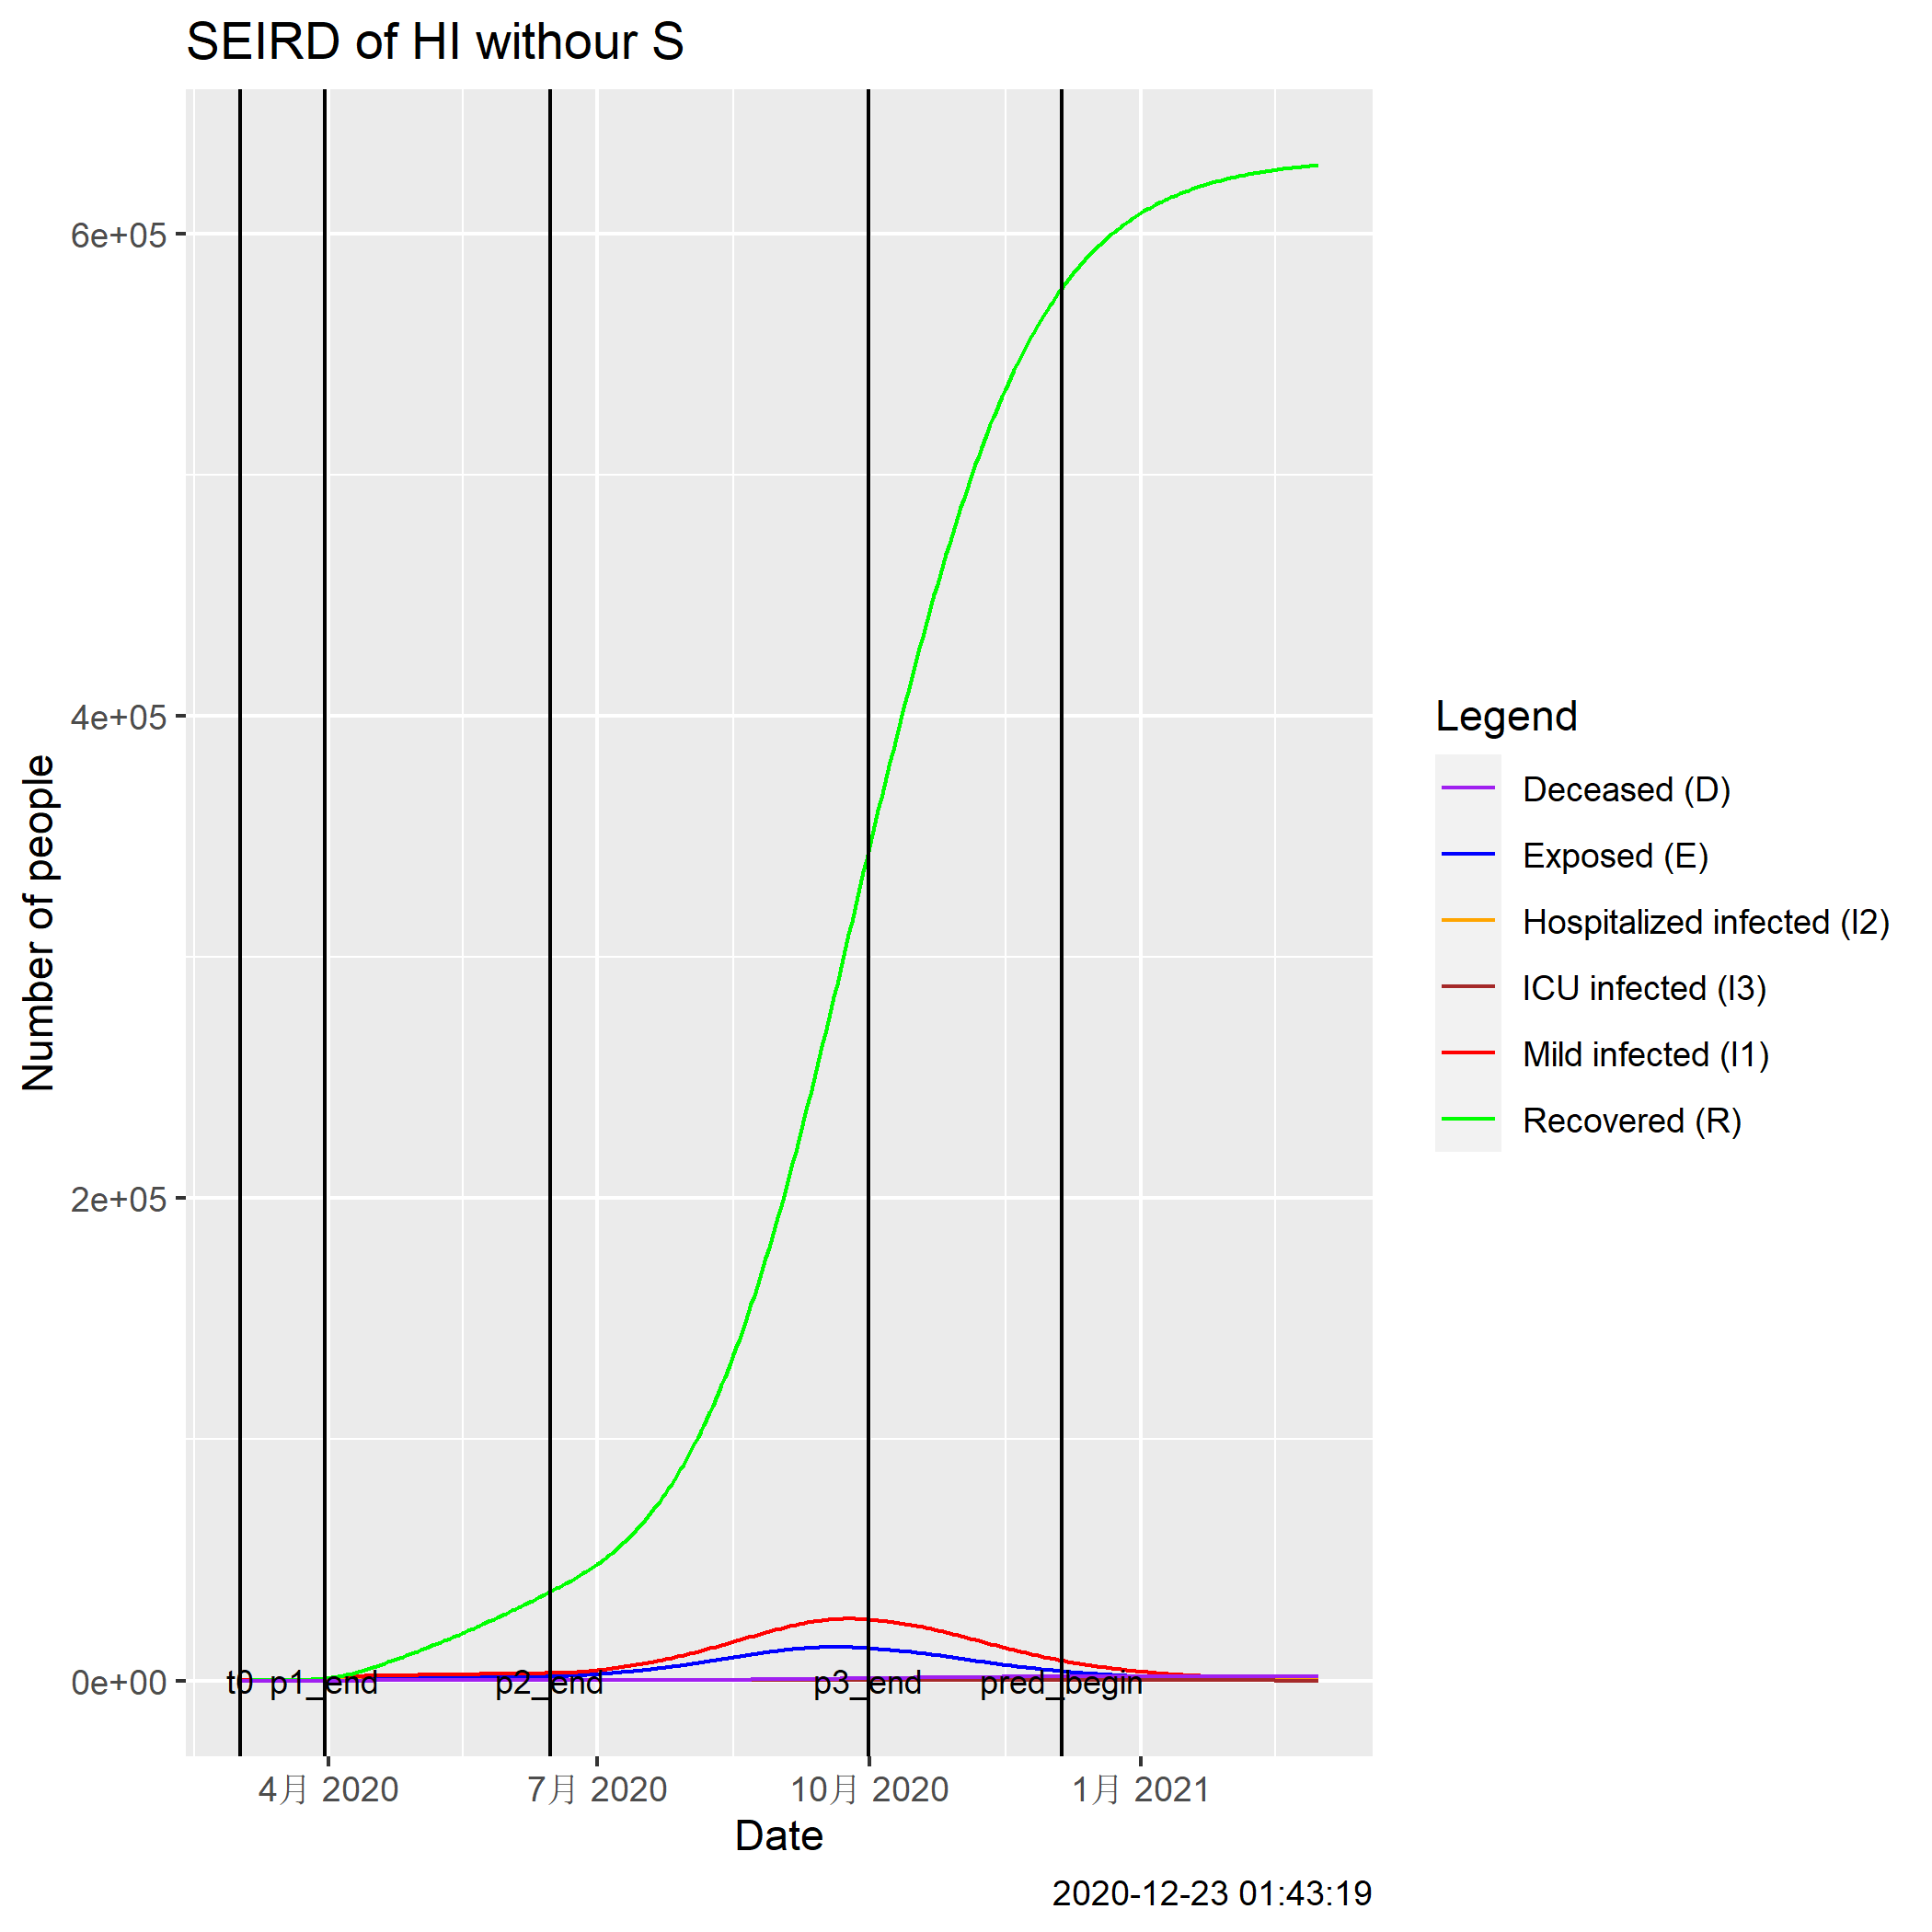 SEIRD of HI withour S
Number of people
6e+05
4e+05
2e+05
0e+00
t0 p1_end p2_end p3_end pred_begin
4月 2020 7月 2020 10月 2020 1月 2021
Date
2020-12-23 01:43:19
Legend
Deceased (D)
Exposed (E)
Hospitalized infected (I2)
ICU infected (I3)
Mild infected (I1)
Recovered (R)